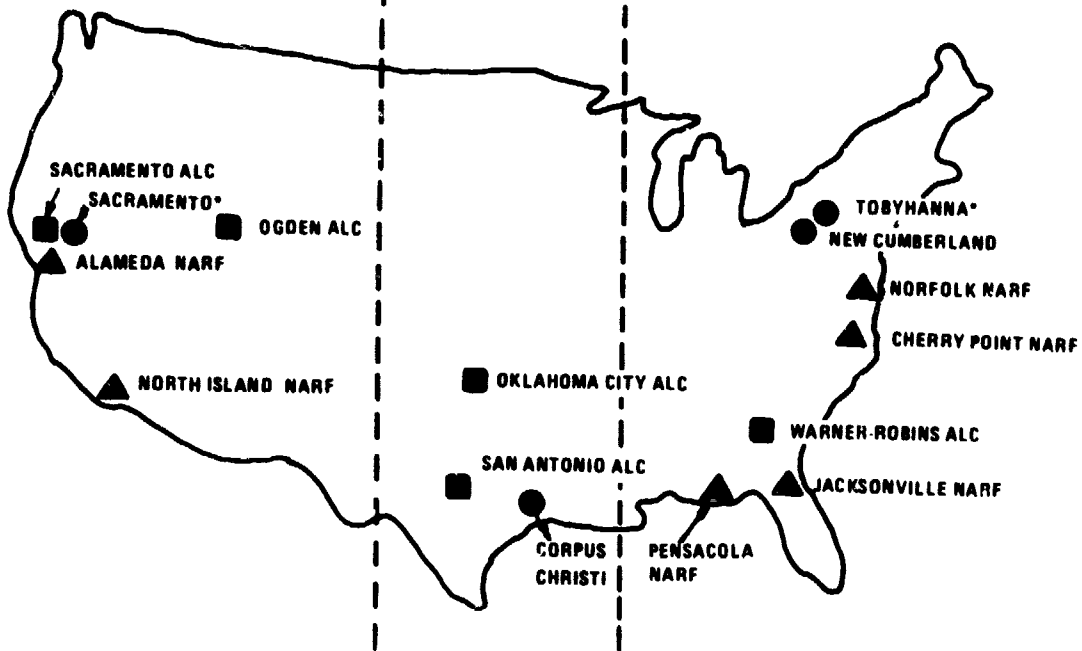 SACRAMENTO ALC
SACRAMENTO*
OGDEN ALC
ALAMEDA NARF
NORTH ISLAND NARF
OKLAHOMA CITY ALC
SAN ANTONIO ALC
CORPUS
CHRISTI
TOBYHANNA*
NEW CUMBERLAND
NORFOLK NARF
CHERRY POINT NARF
WARNER-ROBINS ALC
JACKSONVILLE NARF
PENSACOLA
NARF